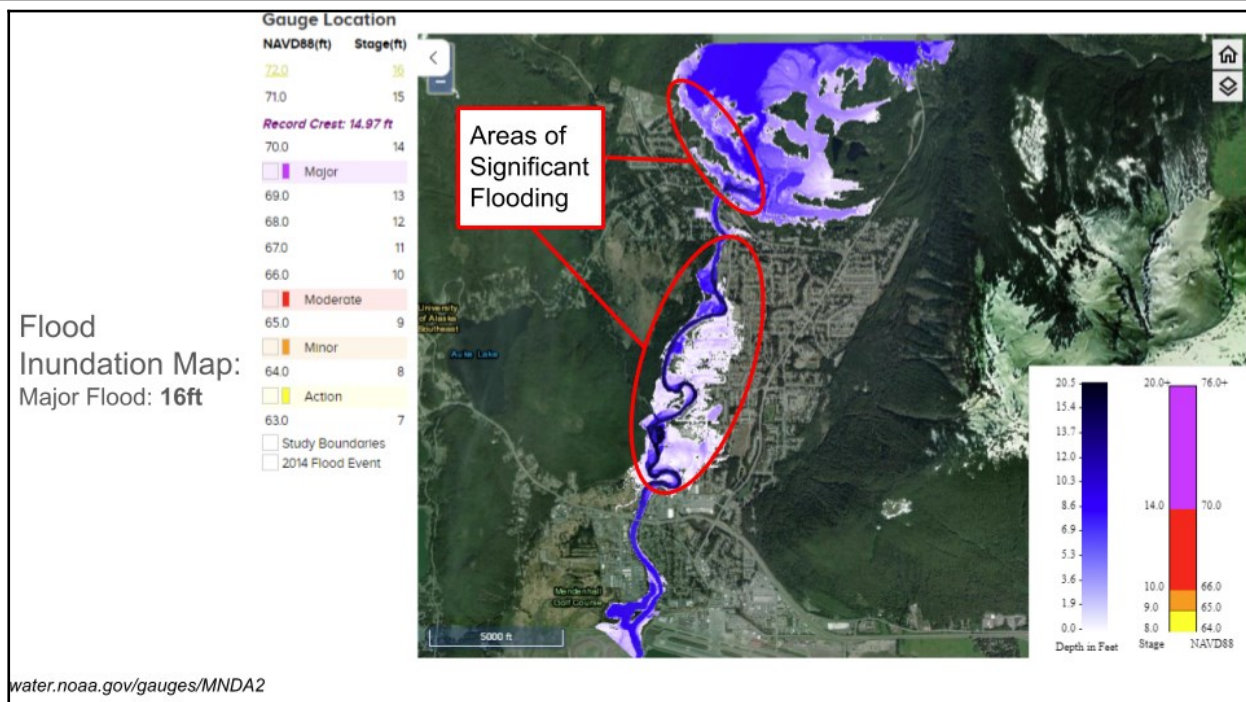 Gauge Location
NAVD88(ft) Stage(ft)
72.0 16
71.0 15
Record Crest: 14.97 ft
70.0 14
Major
69.0 13
68.0 12
67.0 11
66.0 10
Moderate
65.0 9
Minor
64.0 8
Action
63.0 7
Study Boundaries
2014 Flood Event
Flood
Inundation Map:
Major Flood: 16ft
Areas of
Significant
Flooding
University
of Alaska
Southeast
Auke Lake
Mendenhall
Golf Course
5000 ft
20.5
15.4
13.7
12.0
10.3
8.6
6.9
5.3
3.6
1.9
0.0
Depth in Feet
20.0+ 76.0+
14.0 70.0
10.0 66.0
9.0 65.0
8.0 64.0
Stage NAVD88
water.noaa.gov/gauges/MNDA2